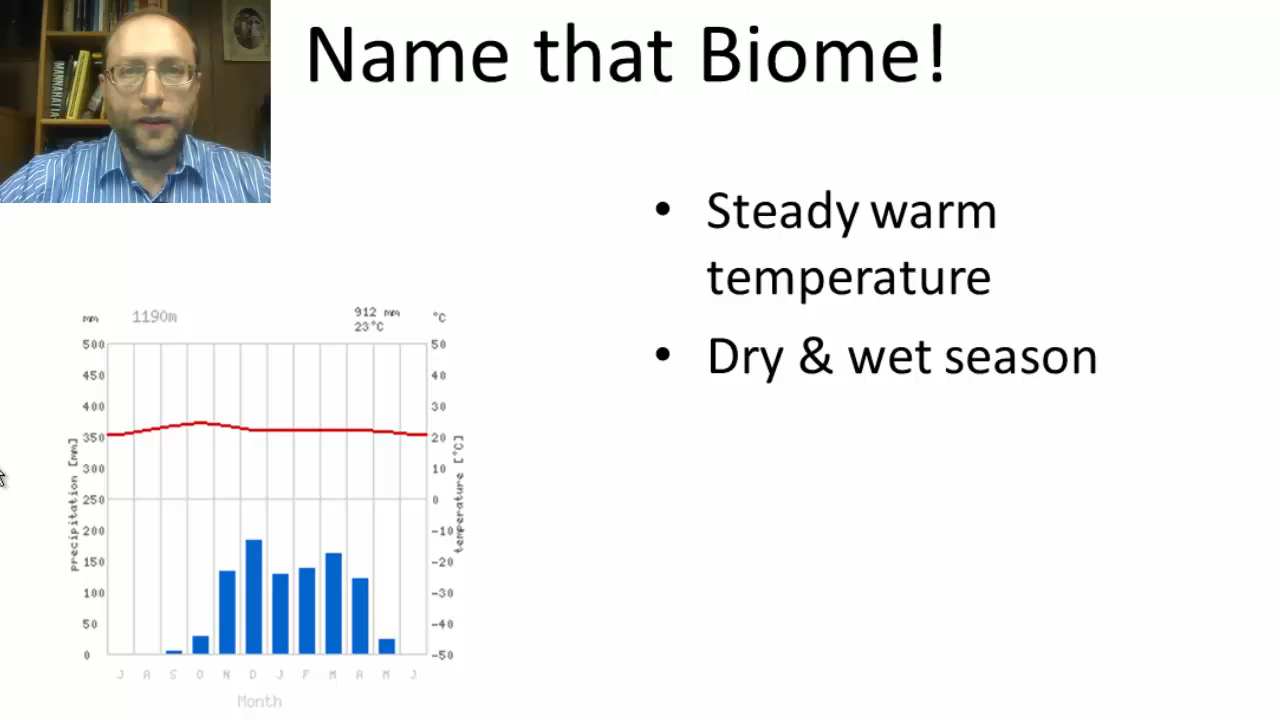 Name that Biome!
MANNAHATTA
• Steady warm
temperature
• Dry & wet season
mm 1190m 912 mm °C
23°C
500 50
450 40
400 30
350 20
300 10
250 0
200 -10
150 -20
100 -30
50 -40
0 -50
precipitation [mm]
temperature [°C]
J A S O N D J F M A M J
Month